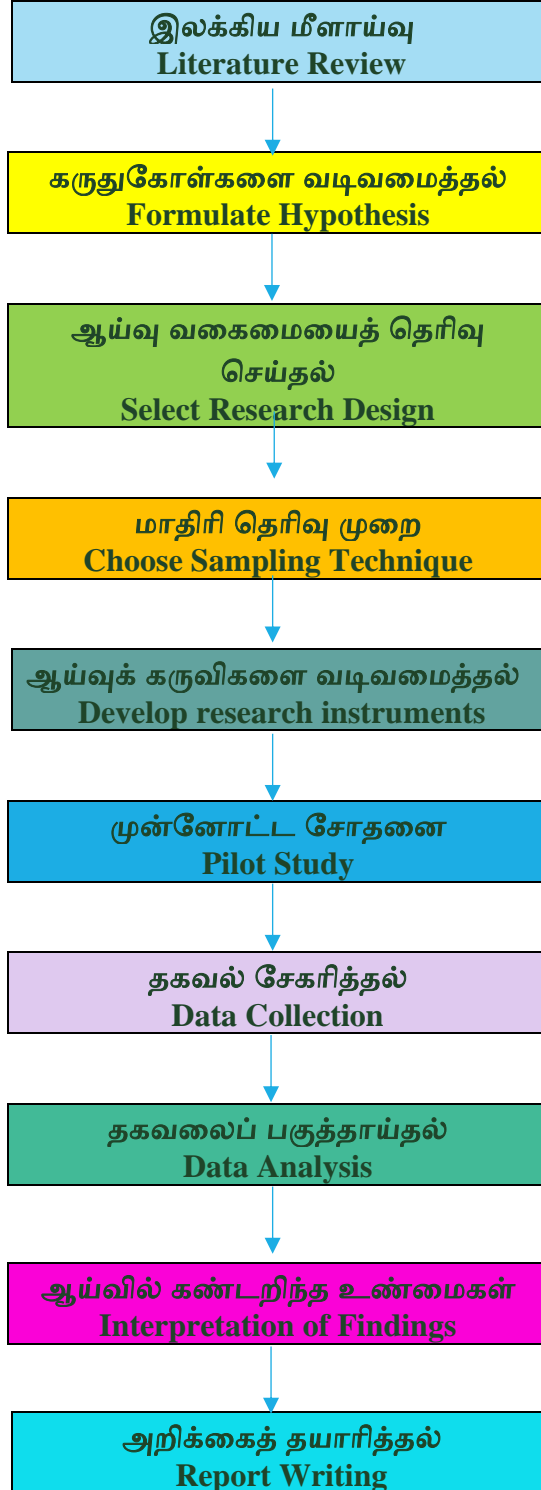 இலக்கிய மீளாய்வு
Literature Review
கருதுகோள்களை வடிவமைத்தல்
Formulate Hypothesis
ஆய்வு வகைமையைத் தெரிவு
செய்தல்
Select Research Design
மாதிரி தெரிவு முறை
Choose Sampling Technique
ஆய்வுக் கருவிகளை வடிவமைத்தல்
Develop research instruments
முன்னோட்ட சோதனை
Pilot Study
தகவல் சேகரித்தல்
Data Collection
தகவலைப் பகுத்தாய்தல்
Data Analysis
ஆய்வில் கண்டறிந்த உண்மைகள்
Interpretation of Findings
அறிக்கைத் தயாரித்தல்
Report Writing